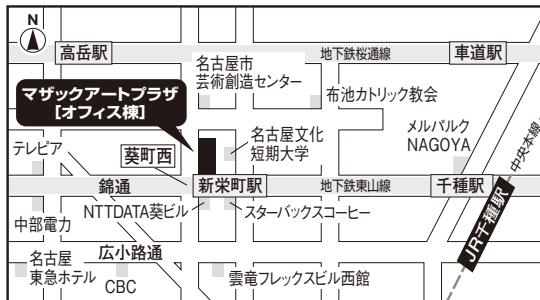 N
高岳駅
地下鉄桜通線
車道駅
名古屋市
芸術創造センター
マザックアートプラザ
[オフィス棟]
布池カトリック教会
メルパルク
NAGOYA
中央本線
テレピア
葵町西
名古屋文化
短期大学
錦通
新栄町駅
地下鉄東山線
千種駅
JR千種駅
NTTDATA葵ビル
スターバックスコーヒー
中部電力
広小路通
名古屋
東急ホテル
CBC
雲竜フレックスビル西館